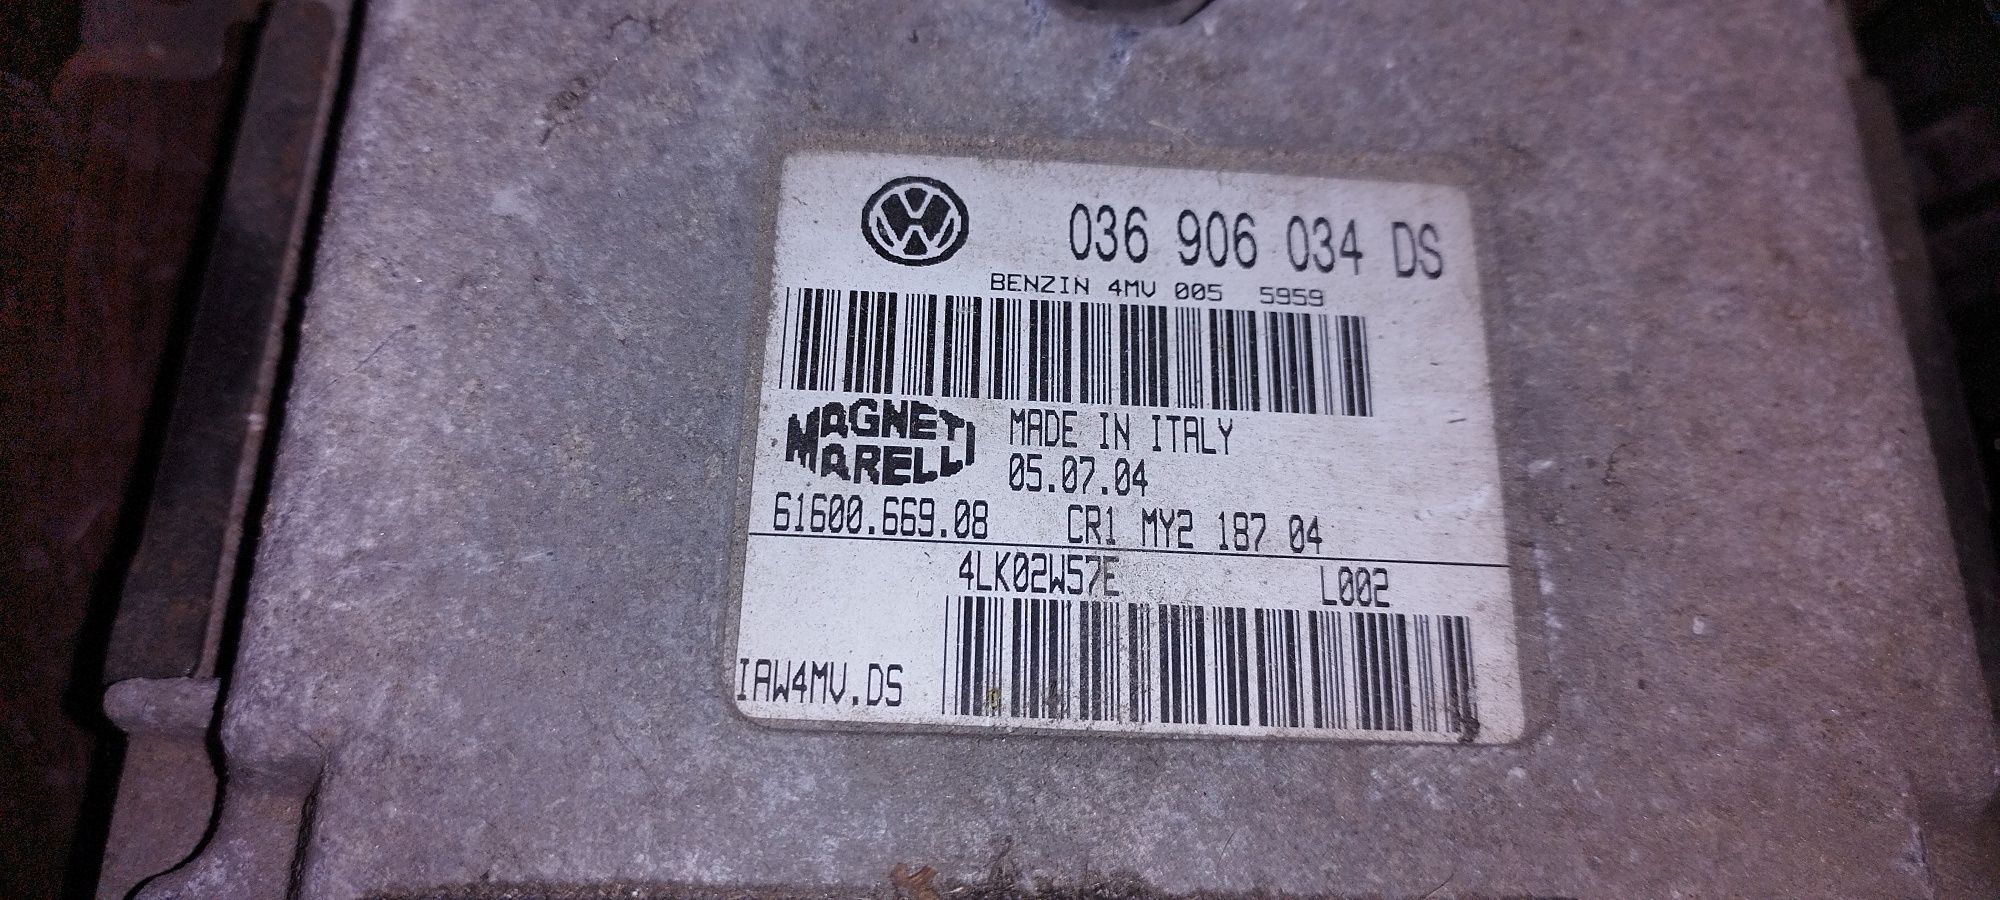 036 906 034 DS
BENZIN 4MV 005 5959
MAGNETI MARELLI
MADE IN ITALY
05.07.04
61600.669.08 CR1 MY2 187 04
4LK02W57E L002
IAW4MV.DS